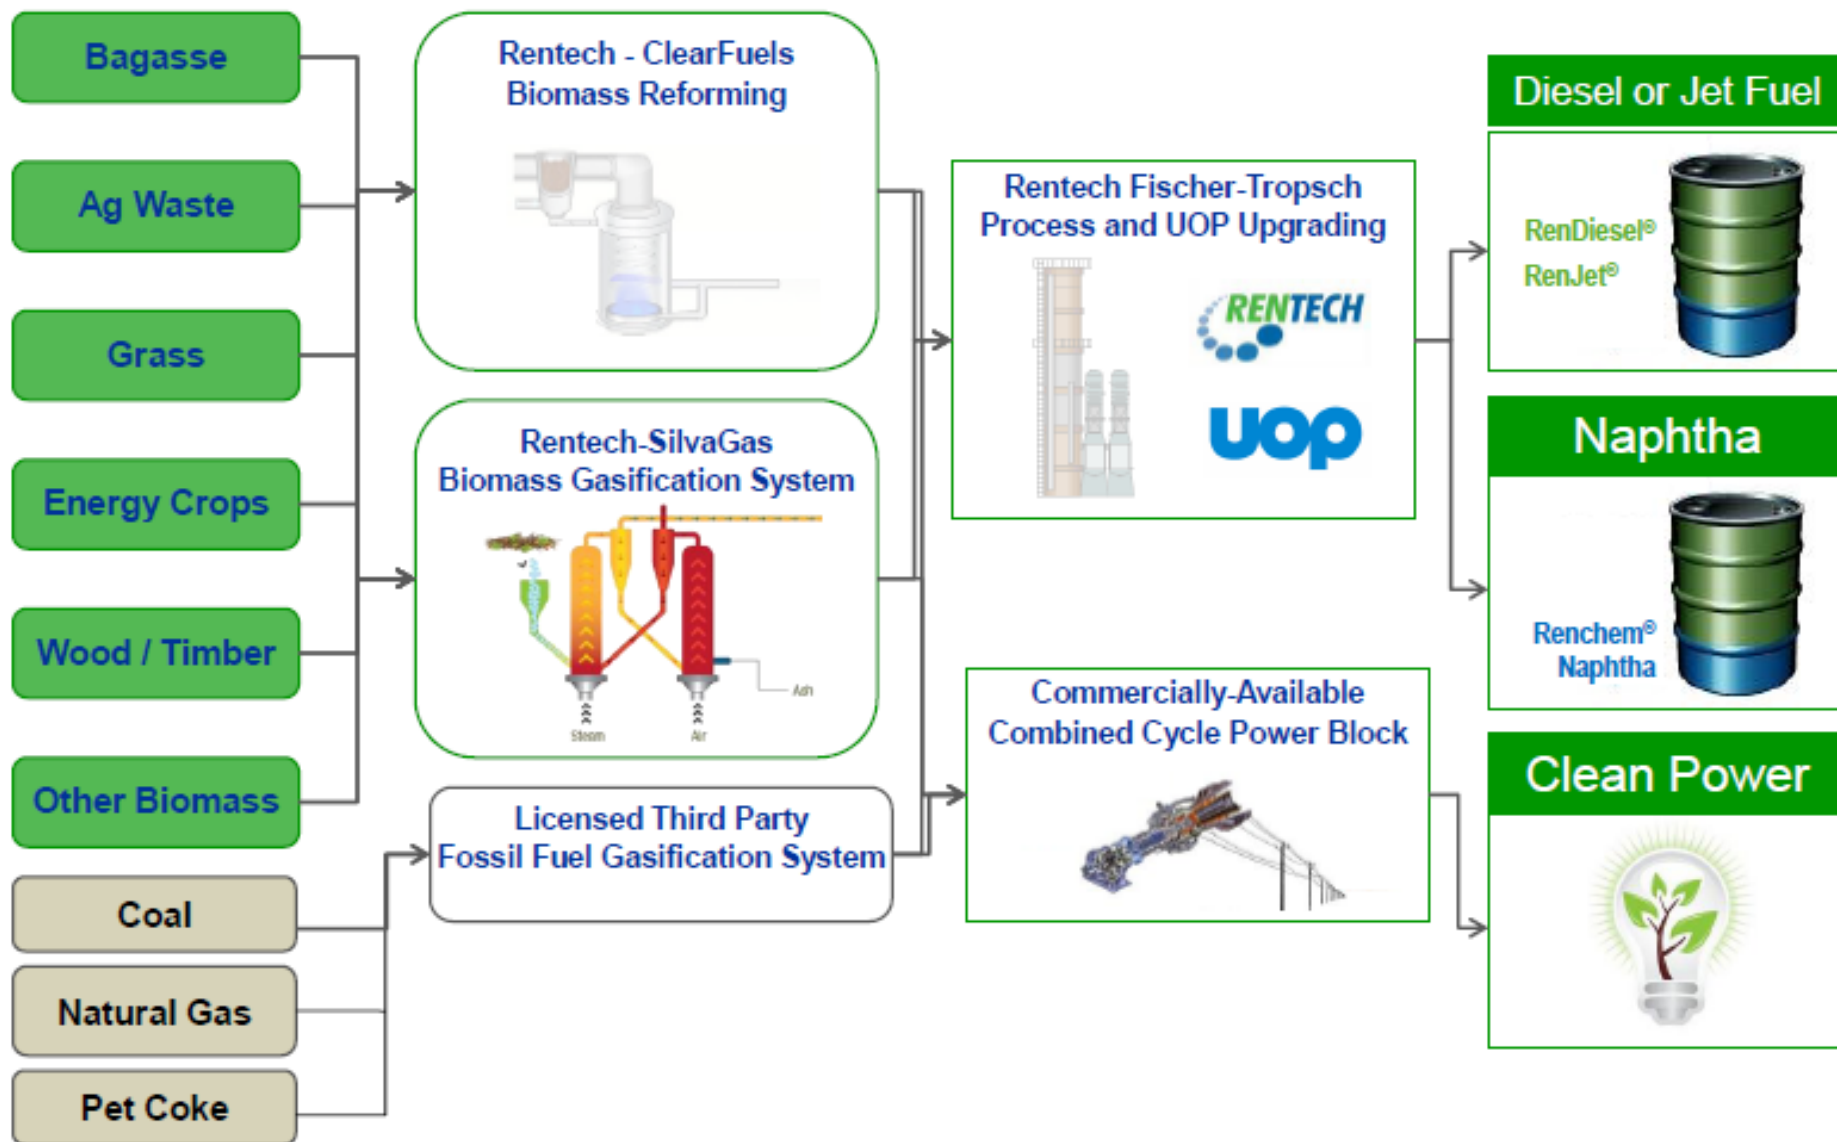 Bagasse
Ag Waste
Grass
Energy Crops
Wood / Timber
Other Biomass
Coal
Natural Gas
Pet Coke
Rentech - ClearFuels
Biomass Reforming
Rentech-SilvaGas
Biomass Gasification System
Ash
Steam
Air
Licensed Third Party
Fossil Fuel Gasification System
Rentech Fischer-Tropsch
Process and UOP Upgrading
RENTECH
uop
Commercially-Available
Combined Cycle Power Block
Diesel or Jet Fuel
RenDiesel®
RenJet®
Naphtha
Renchem®
Naphtha
Clean Power